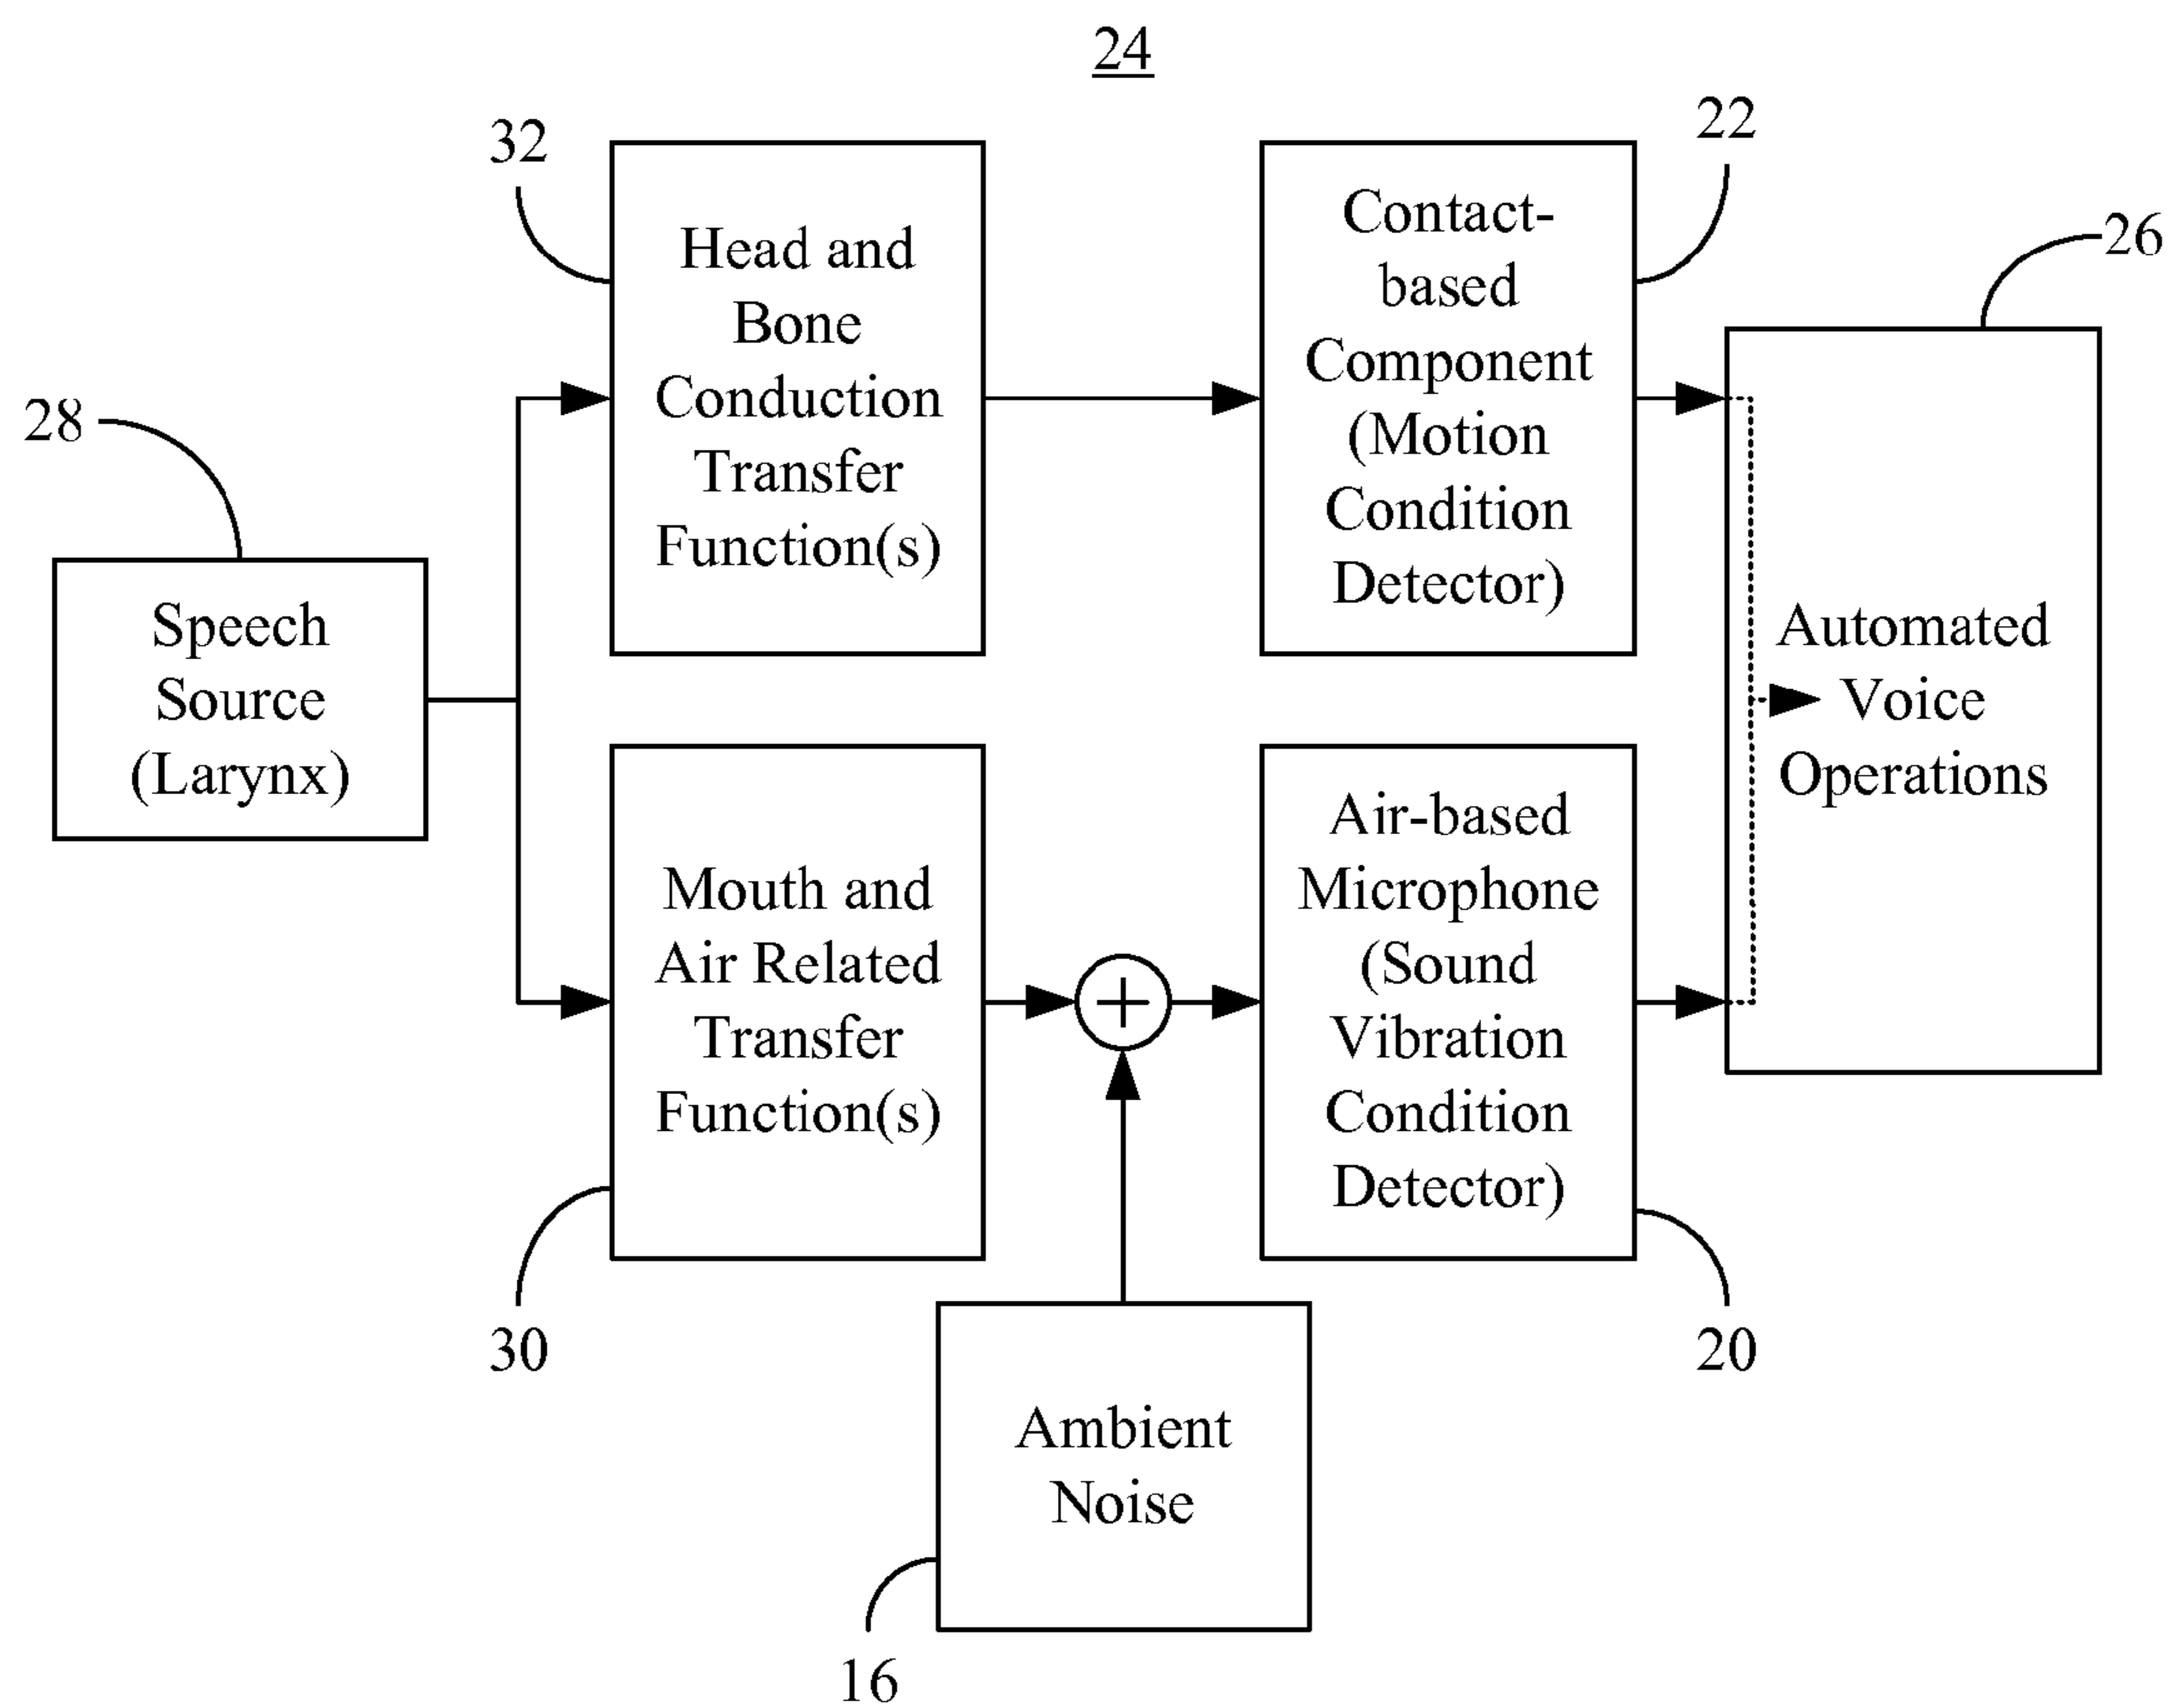 24
32
22
26
28
Head and
Bone
Conduction
Transfer
Function(s)
Contact-
based
Component
(Motion
Condition
Detector)
Speech
Source
(Larynx)
Automated
Voice
Operations
Mouth and
Air Related
Transfer
Function(s)
+
Air-based
Microphone
(Sound
Vibration
Condition
Detector)
30
20
Ambient
Noise
16